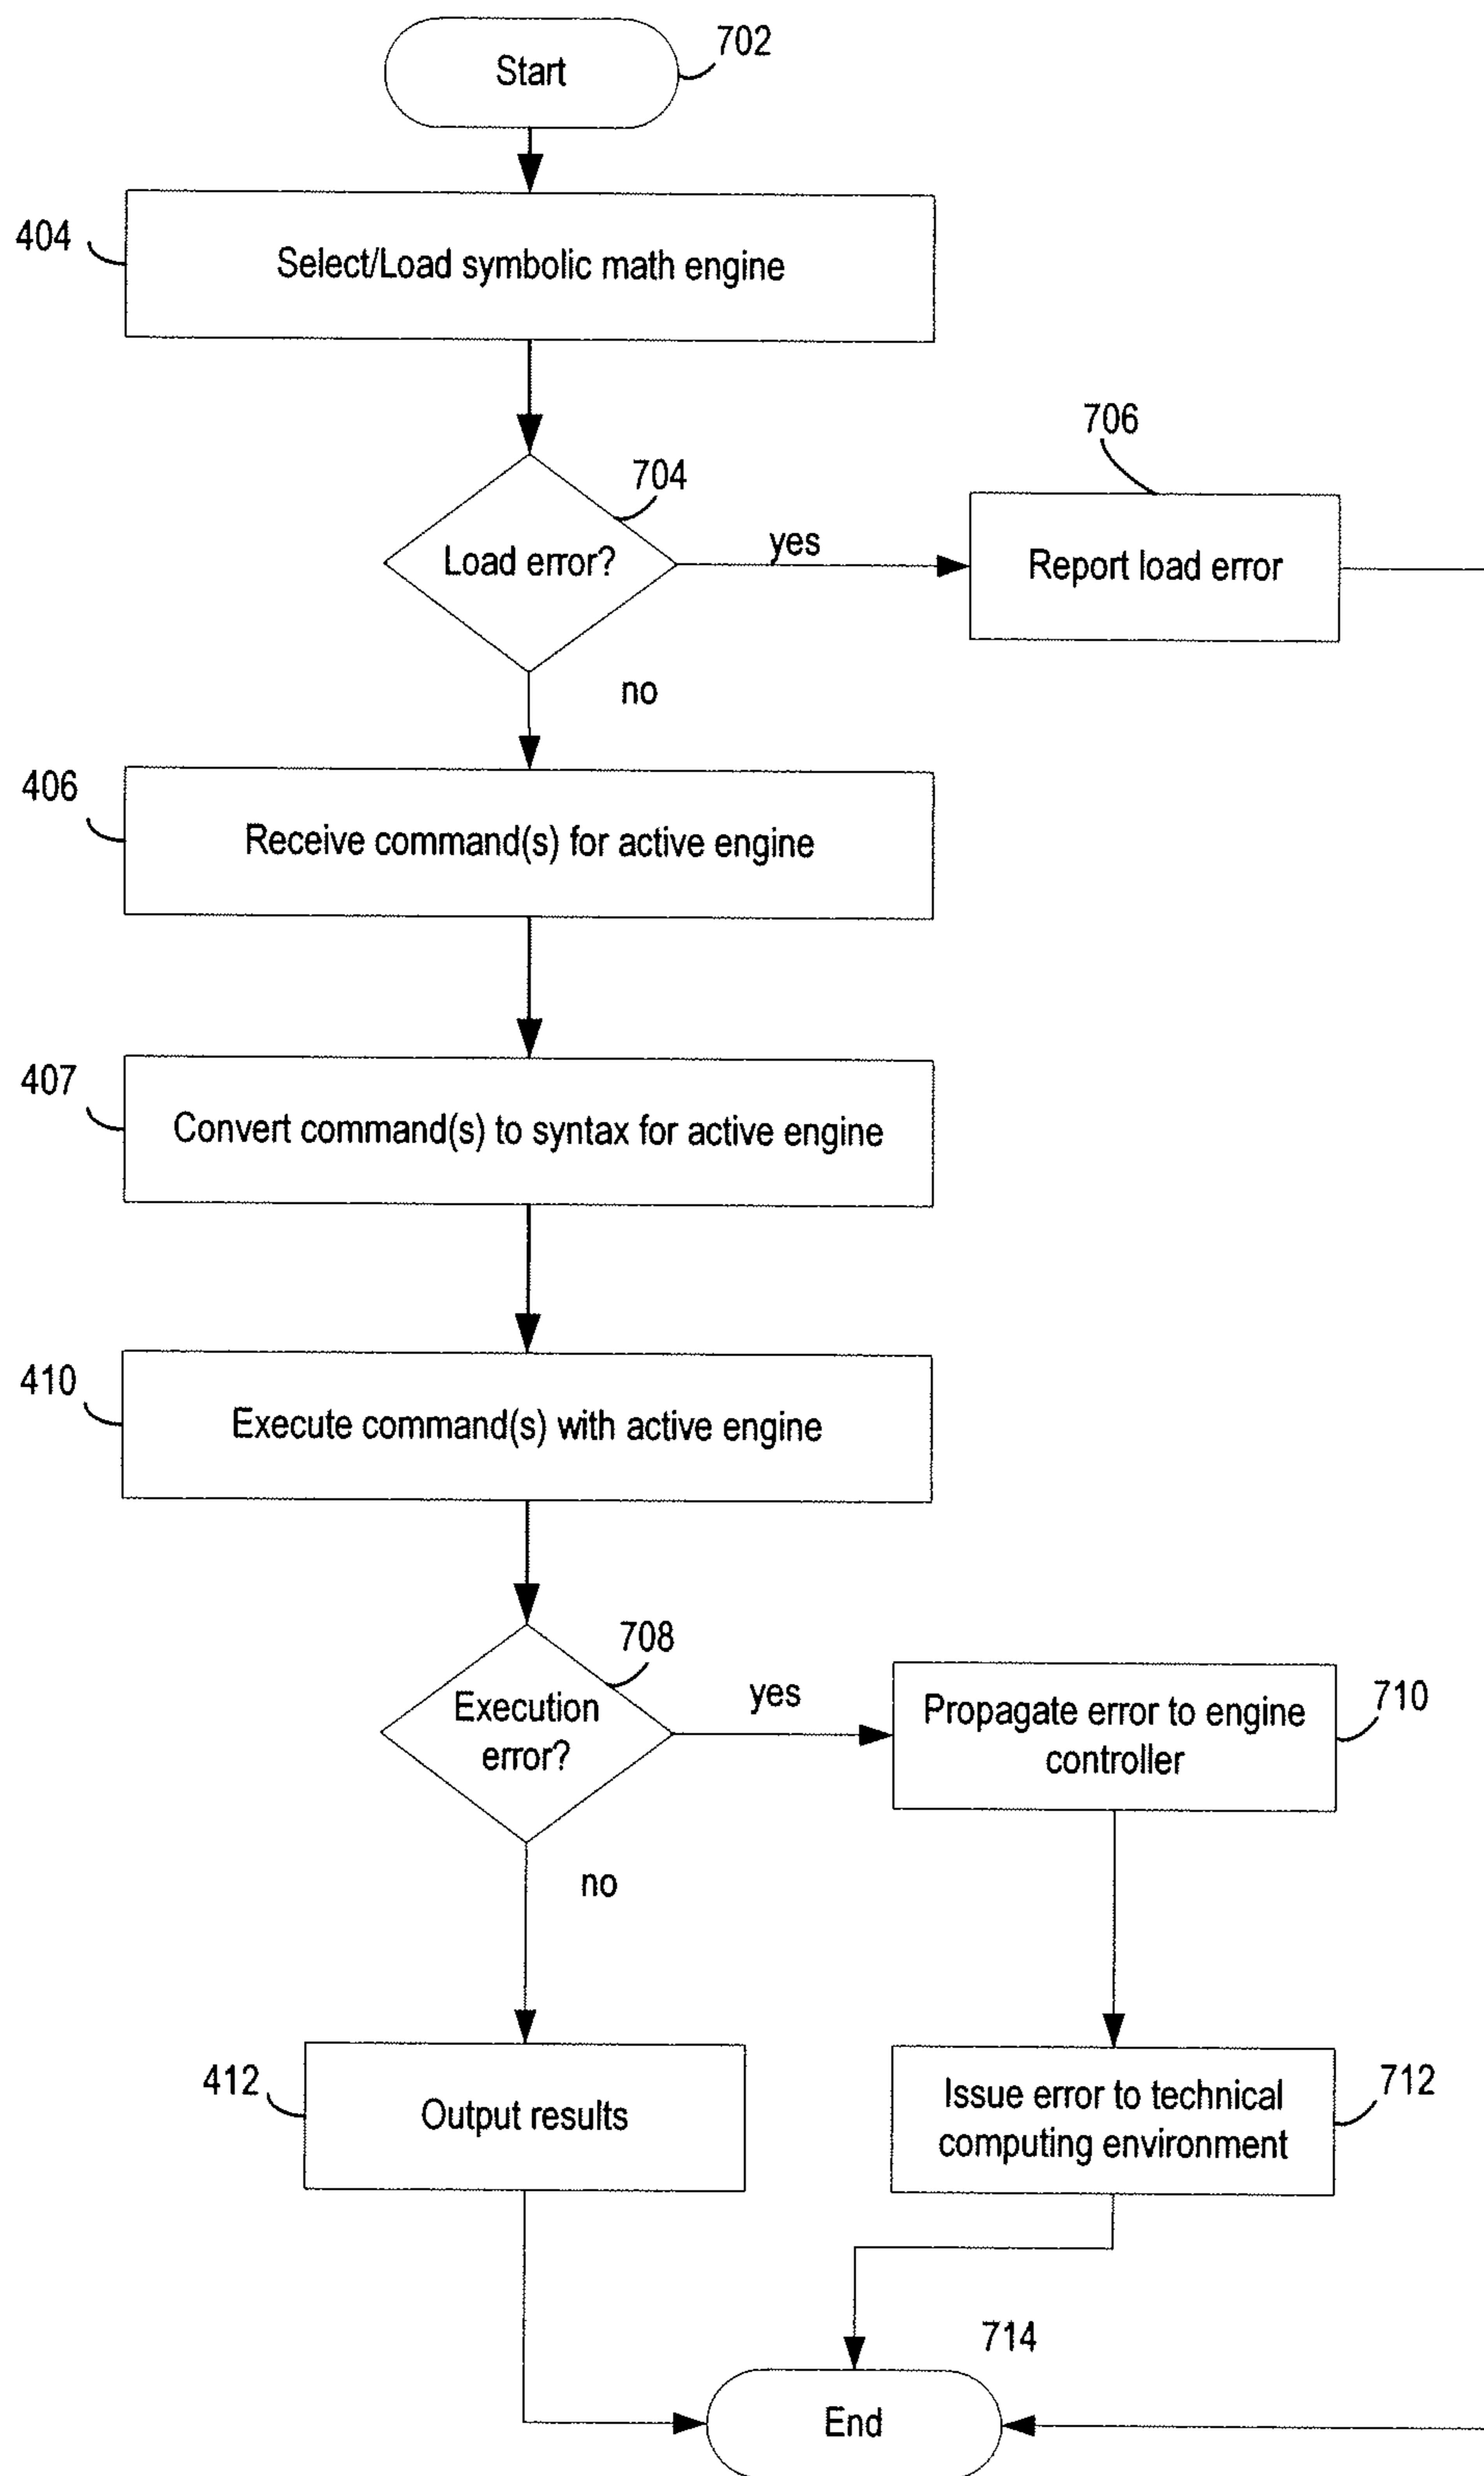 Start
702
404
Select/Load symbolic math engine
704
Load error?
yes
706
Report load error
no
406
Receive command(s) for active engine
407
Convert command(s) to syntax for active engine
410
Execute command(s) with active engine
708
Execution
error?
yes
Propagate error to engine
controller
710
no
412
Output results
Issue error to technical
computing environment
712
714
End